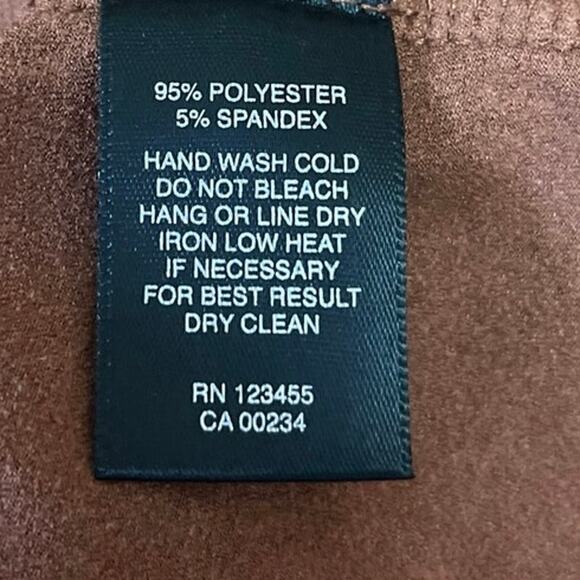 95% POLYESTER
5% SPANDEX
HAND WASH COLD
DO NOT BLEACH
HANG OR LINE DRY
IRON LOW HEAT
IF NECESSARY
FOR BEST RESULT
DRY CLEAN
RN 123455
CA 00234